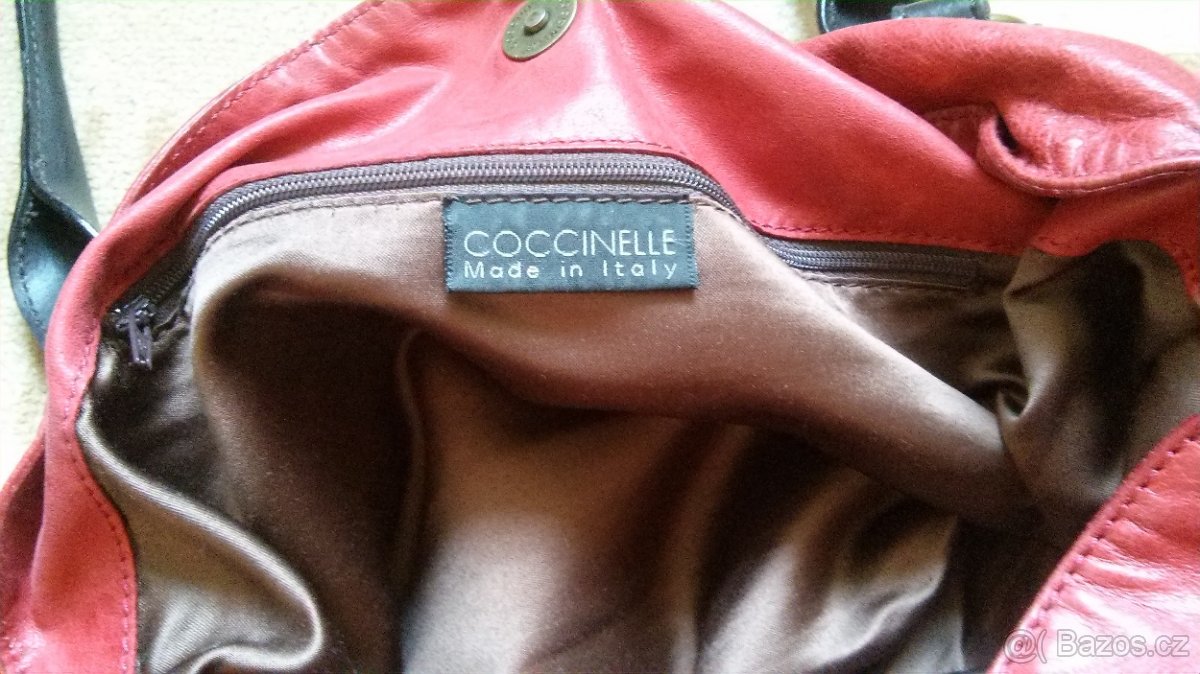 COCCINELLE
Made in Italy
@( Bazos.cz